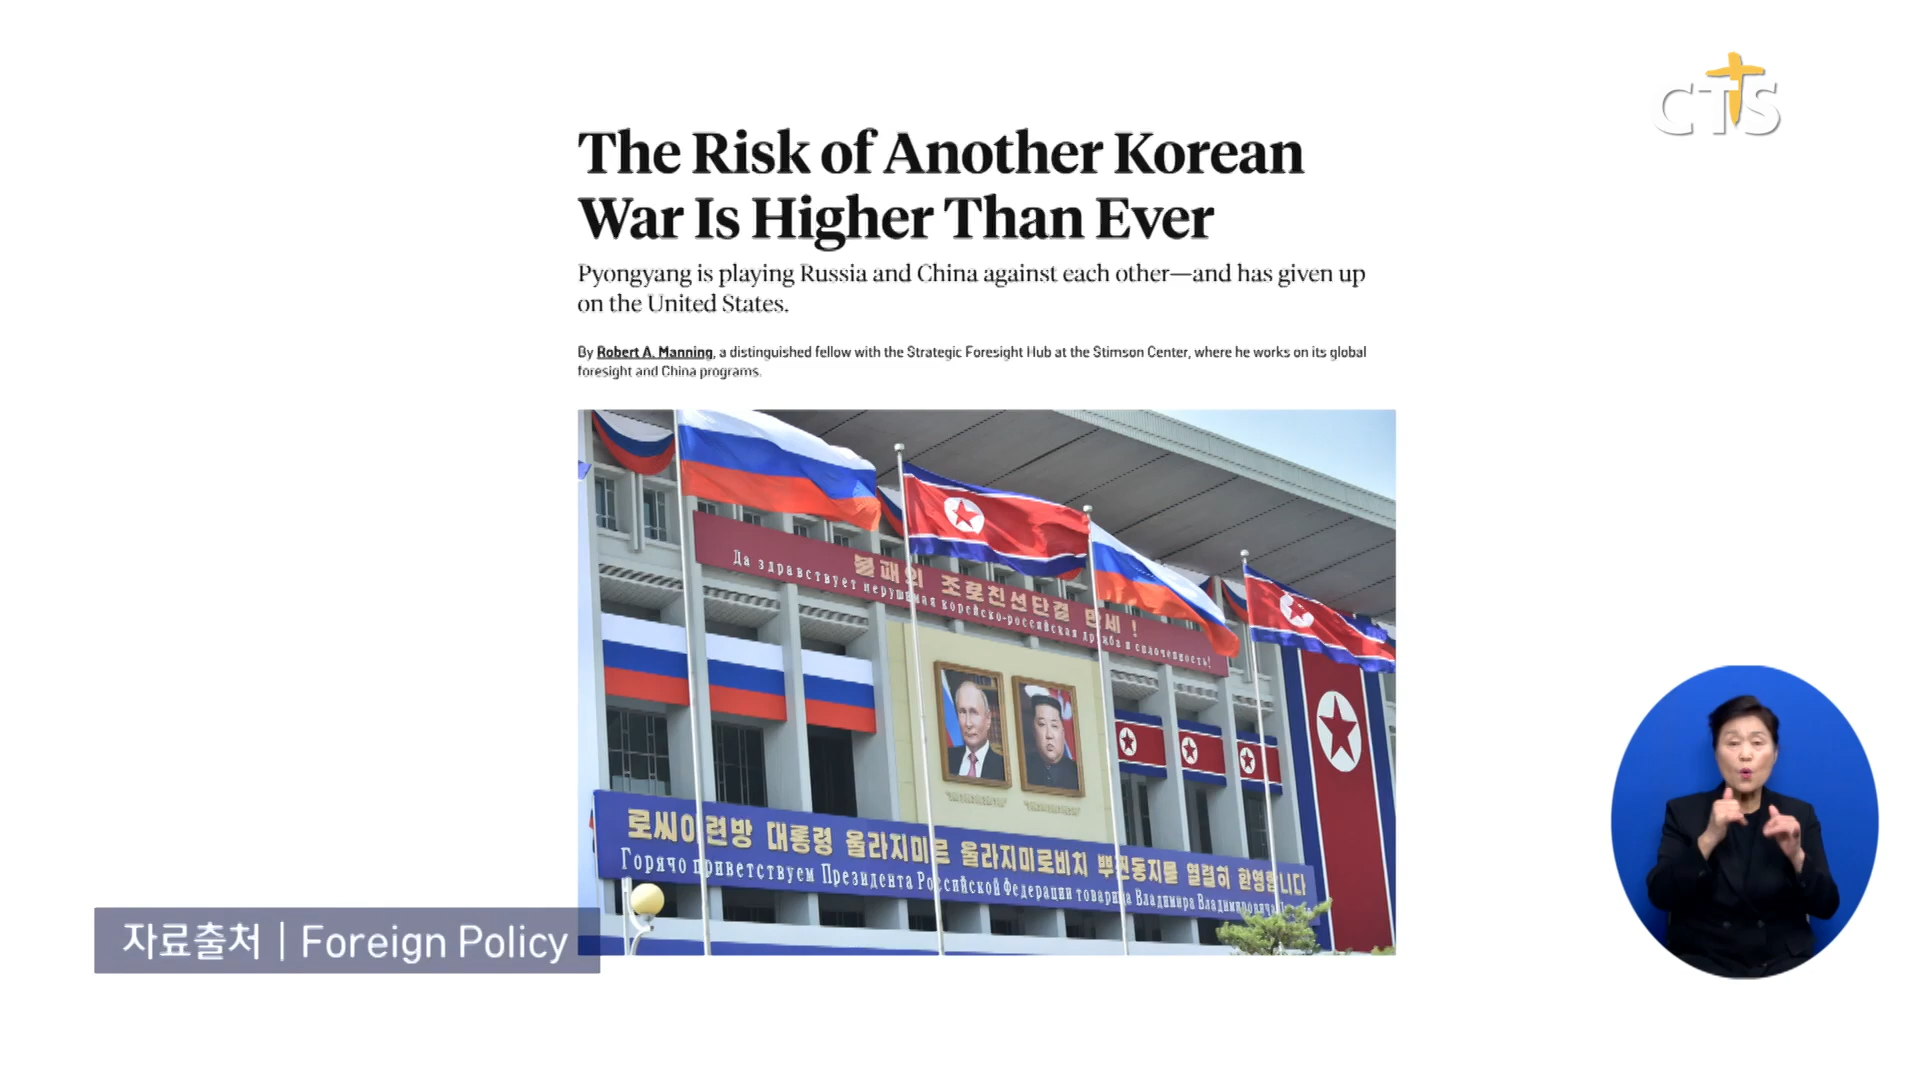 CTS
The Risk of Another Korean
War Is Higher Than Ever
Pyongyang is playing Russia and China against each other—and has given up
on the United States.
By Robert A. Manning, a distinguished fellow with the Strategic Foresight Hub at the Stimson Center, where he works on its global
foresight and China programs.
불패의 조로친선단결 만세!
Да здравствует нерушимая корейско-российская дружба и сплоченность!
로씨야련방 대통령 울라지미르 울라지미로비치 뿌찐동지를 열렬히 환영합니다
Горячо приветствуем Президента Российской Федерации товарища Владимира Владимировича
자료출처 | Foreign Policy